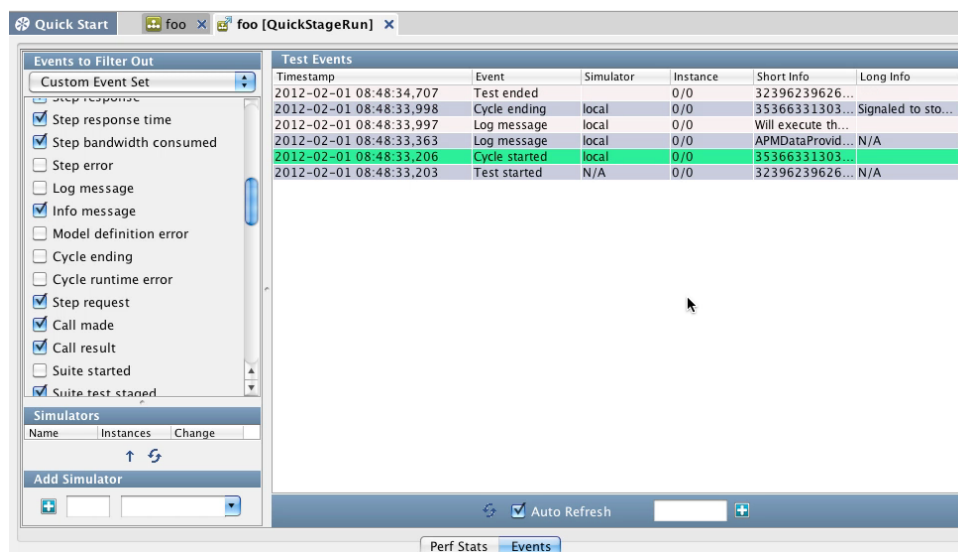 Quick Start
foo
foo [QuickStageRun]
Events to Filter Out
Custom Event Set
Step response
Step response time
Step bandwidth consumed
Step error
Log message
Info message
Model definition error
Cycle ending
Cycle runtime error
Step request
Call made
Call result
Suite started
Suite test staged
Simulators
Name Instances Change
Add Simulator
Test Events
Timestamp Event Simulator Instance Short Info Long Info
2012-02-01 08:48:34,707 Test ended 0/0 32396239626...
2012-02-01 08:48:33,998 Cycle ending local 0/0 35366331303... Signaled to sto...
2012-02-01 08:48:33,997 Log message local 0/0 Will execute th...
2012-02-01 08:48:33,363 Log message local 0/0 APMDataProvid... N/A
2012-02-01 08:48:33,206 Cycle started local 0/0 35366331303...
2012-02-01 08:48:33,203 Test started N/A 0/0 32396239626... N/A
Auto Refresh
Perf Stats Events